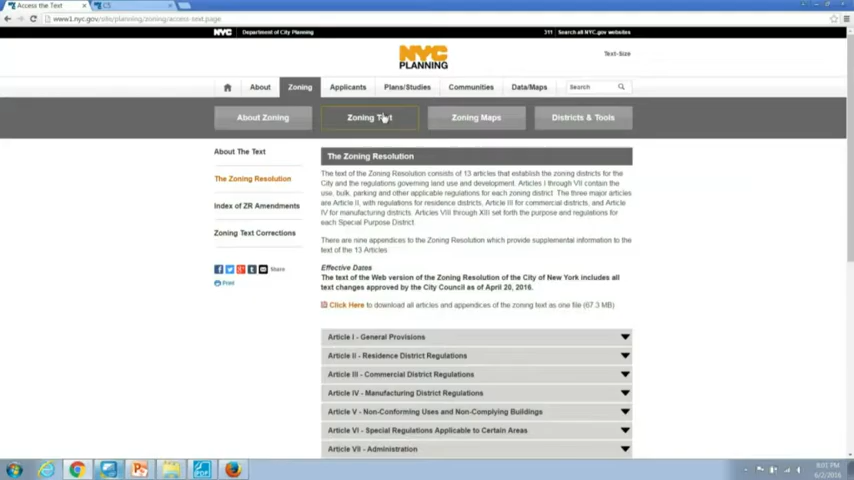 Access the Text
CS
www1.nyc.gov/site/planning/zoning/access-text.page
NYC Department of City Planning
311 Search all NYC.gov websites
NYC
PLANNING
Text-Size
About Zoning Applicants Plans/Studies Communities Data/Maps Search
About Zoning Zoning Text Zoning Maps Districts & Tools
About The Text
The Zoning Resolution
Index of ZR Amendments
Zoning Text Corrections
Share
Print
The Zoning Resolution
The text of the Zoning Resolution consists of 13 articles that establish the zoning districts for the
City and the regulations governing land use and development. Articles I through VII contain the
use, bulk, parking and other applicable regulations for each zoning district. The three major articles
are Article II, with regulations for residence districts, Article III for commercial districts, and Article
IV for manufacturing districts. Articles VIII through XIII set forth the purpose and regulations for
each Special Purpose District.
There are nine appendices to the Zoning Resolution which provide supplemental information to the
text of the 13 Articles
Effective Dates
The text of the Web version of the Zoning Resolution of the City of New York includes all
text changes approved by the City Council as of April 20, 2016.
Click Here to download all articles and appendices of the zoning text as one file (67.3 MB)
Article I - General Provisions
Article II - Residence District Regulations
Article III - Commercial District Regulations
Article IV - Manufacturing District Regulations
Article V - Non-Conforming Uses and Non-Complying Buildings
Article VI - Special Regulations Applicable to Certain Areas
Article VII - Administration
8:01 PM
6/2/2016